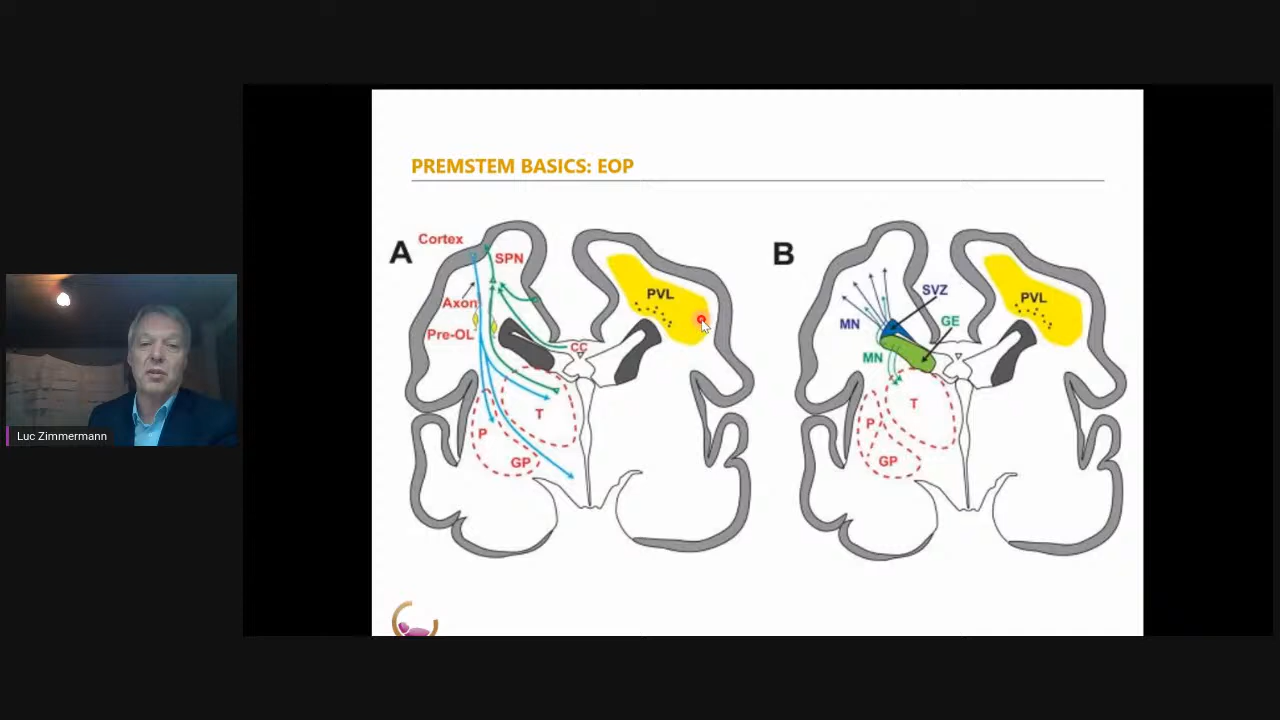 PREMSTEM BASICS: EOP
A
Cortex
SPN
Axon
Pre-OL
CC
PVL
T
P
GP
B
SVZ
PVL
MN
GE
MN
T
P
GP
Luc Zimmermann